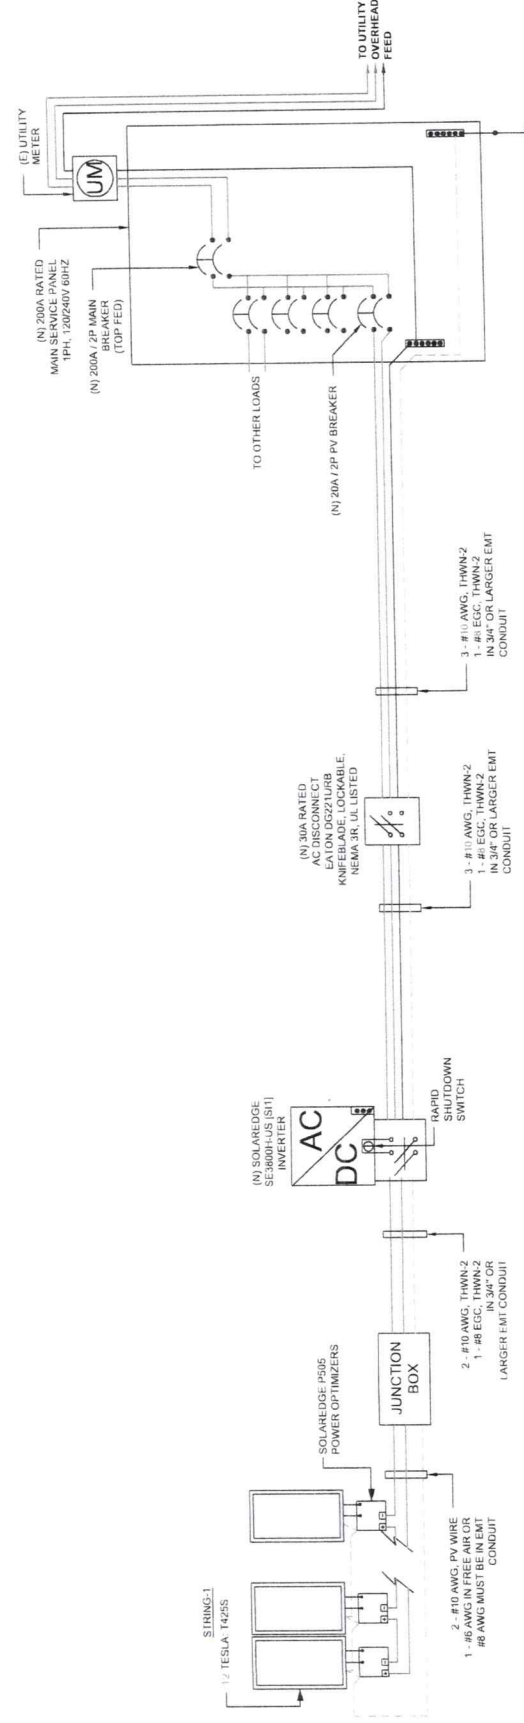 STRING-1
12 TESLA: T425S
2 - #10 AWG, PV WIRE
1 - #6 AWG IN FREE AIR OR
#8 AWG MUST BE IN EMT
CONDUIT
SOLAREDGE P505
POWER OPTIMIZERS
JUNCTION
BOX
2 - #10 AWG, THWN-2
1 - #8 EGC, THWN-2
IN 3/4" OR
LARGER EMT CONDUIT
(N) SOLAREDGE
SE3800H-US [SI1]
INVERTER
AC
DC
RAPID
SHUTDOWN
SWITCH
3 - #10 AWG, THWN-2
1 - #8 EGC, THWN-2
IN 3/4" OR LARGER EMT
CONDUIT
(N) 30A RATED
AC DISCONNECT
EATON DG221URB
KNIFEBLADE, LOCKABLE,
NEMA 3R, UL LISTED
3 - #10 AWG, THWN-2
1 - #8 EGC, THWN-2
IN 3/4" OR LARGER EMT
CONDUIT
(N) 20A / 2P PV BREAKER
TO OTHER LOADS
(N) 200A / 2P MAIN
BREAKER
(TOP FED)
(N) 200A RATED
MAIN SERVICE PANEL
1PH, 120/240V 60HZ
(E) UTILITY
METER
UM
TO UTILITY
OVERHEAD
FEED